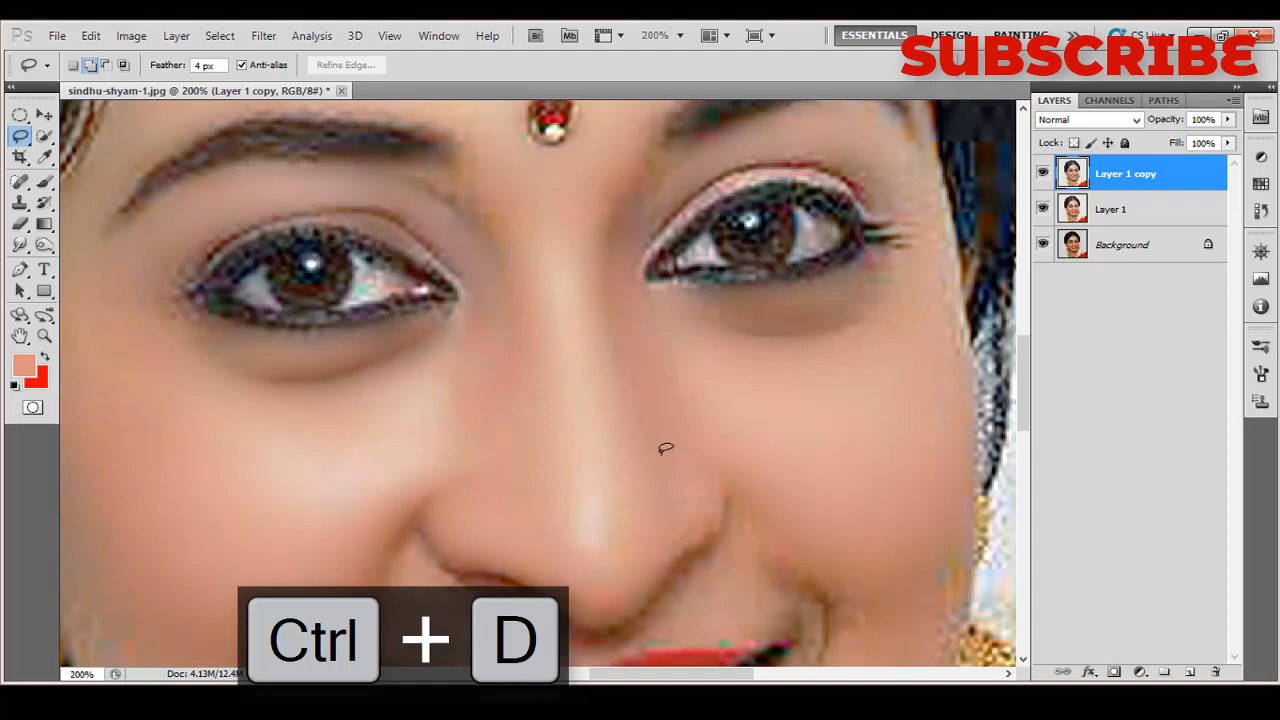 Ps File Edit Image Layer Select Filter Analysis 3D View Window Help Br Mb 200% ESSENTIALS DESIGN PAINTING CS Live
SUBSCRIBE
Feather: 4 px Anti-alias Refine Edge...
sindhu-shyam-1.jpg @ 200% (Layer 1 copy, RGB/8#) *
LAYERS CHANNELS PATHS
Normal Opacity: 100%
Lock: Fill: 100%
Layer 1 copy
Layer 1
Background
Mb
T
Ctrl + D
200% Doc: 4.13M/12.4M
fx